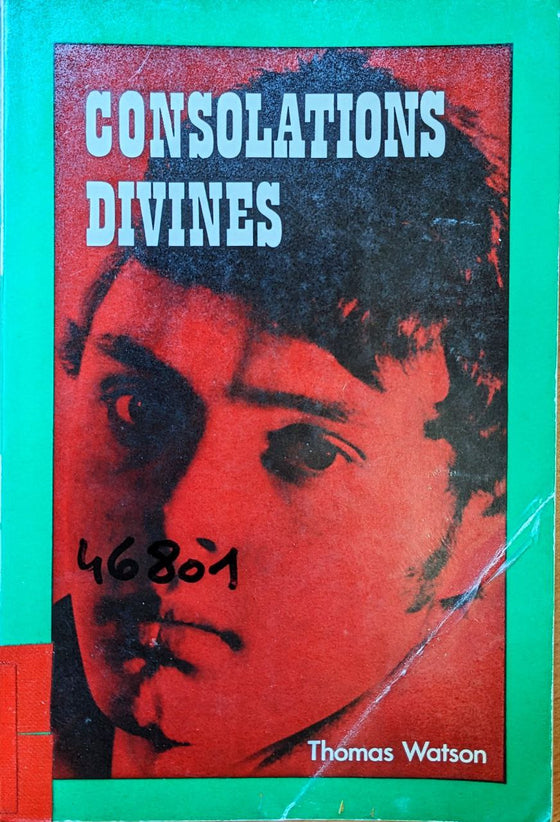 CONSOLATIONS
DIVINES
46801
Thomas Watson